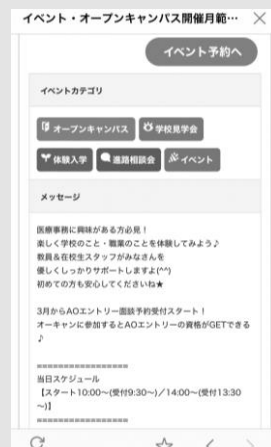 イベント・オープンキャンパス開催月範…
イベント予約へ
イベントカテゴリ
オープンキャンパス
学校見学会
体験入学
進路相談会
イベント
メッセージ
医療事務に興味がある方必見！
楽しく学校のこと・職業のことを体験してみよう♪
教員&在校生スタッフがみなさんを
優しくしっかりサポートしますよ(^^)
初めての方も安心してくださいね★
3月からAOエントリー面談予約受付スタート！
オーキャンに参加するとAOエントリーの資格がGETできる
♪
=================
当日スケジュール
【スタート10:00～(受付9:30～)／14:00～(受付13:30
～)】
=================